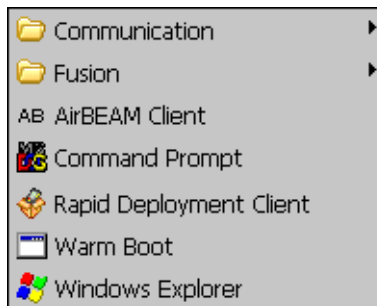 Communication
Fusion
AB AirBEAM Client
Command Prompt
Rapid Deployment Client
Warm Boot
Windows Explorer